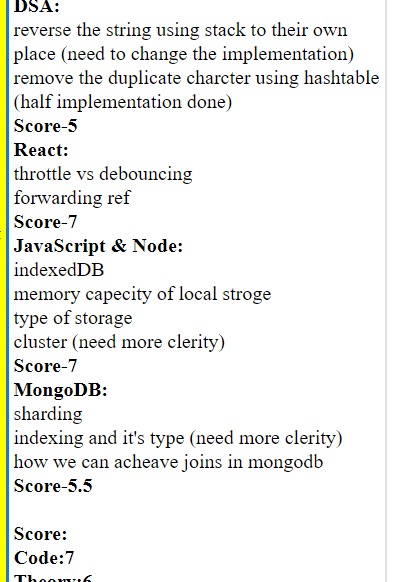 DSA:
reverse the string using stack to their own
place (need to change the implementation)
remove the duplicate charcter using hashtable
(half implementation done)
Score-5
React:
throttle vs debouncing
forwarding ref
Score-7
JavaScript & Node:
indexedDB
memory capecity of local stroge
type of storage
cluster (need more clerity)
Score-7
MongoDB:
sharding
indexing and it's type (need more clerity)
how we can acheave joins in mongodb
Score-5.5
Score:
Code:7
Theory:6